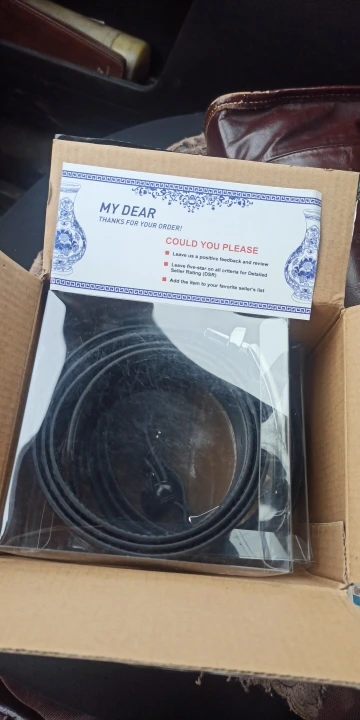 MY DEAR
THANKS FOR YOUR ORDER!
COULD YOU PLEASE
Leave us a positive feedback and review
Leave five-star on all criteria for Detailed
Seller Rating (DSR)
Add the item to your favorite seller's list